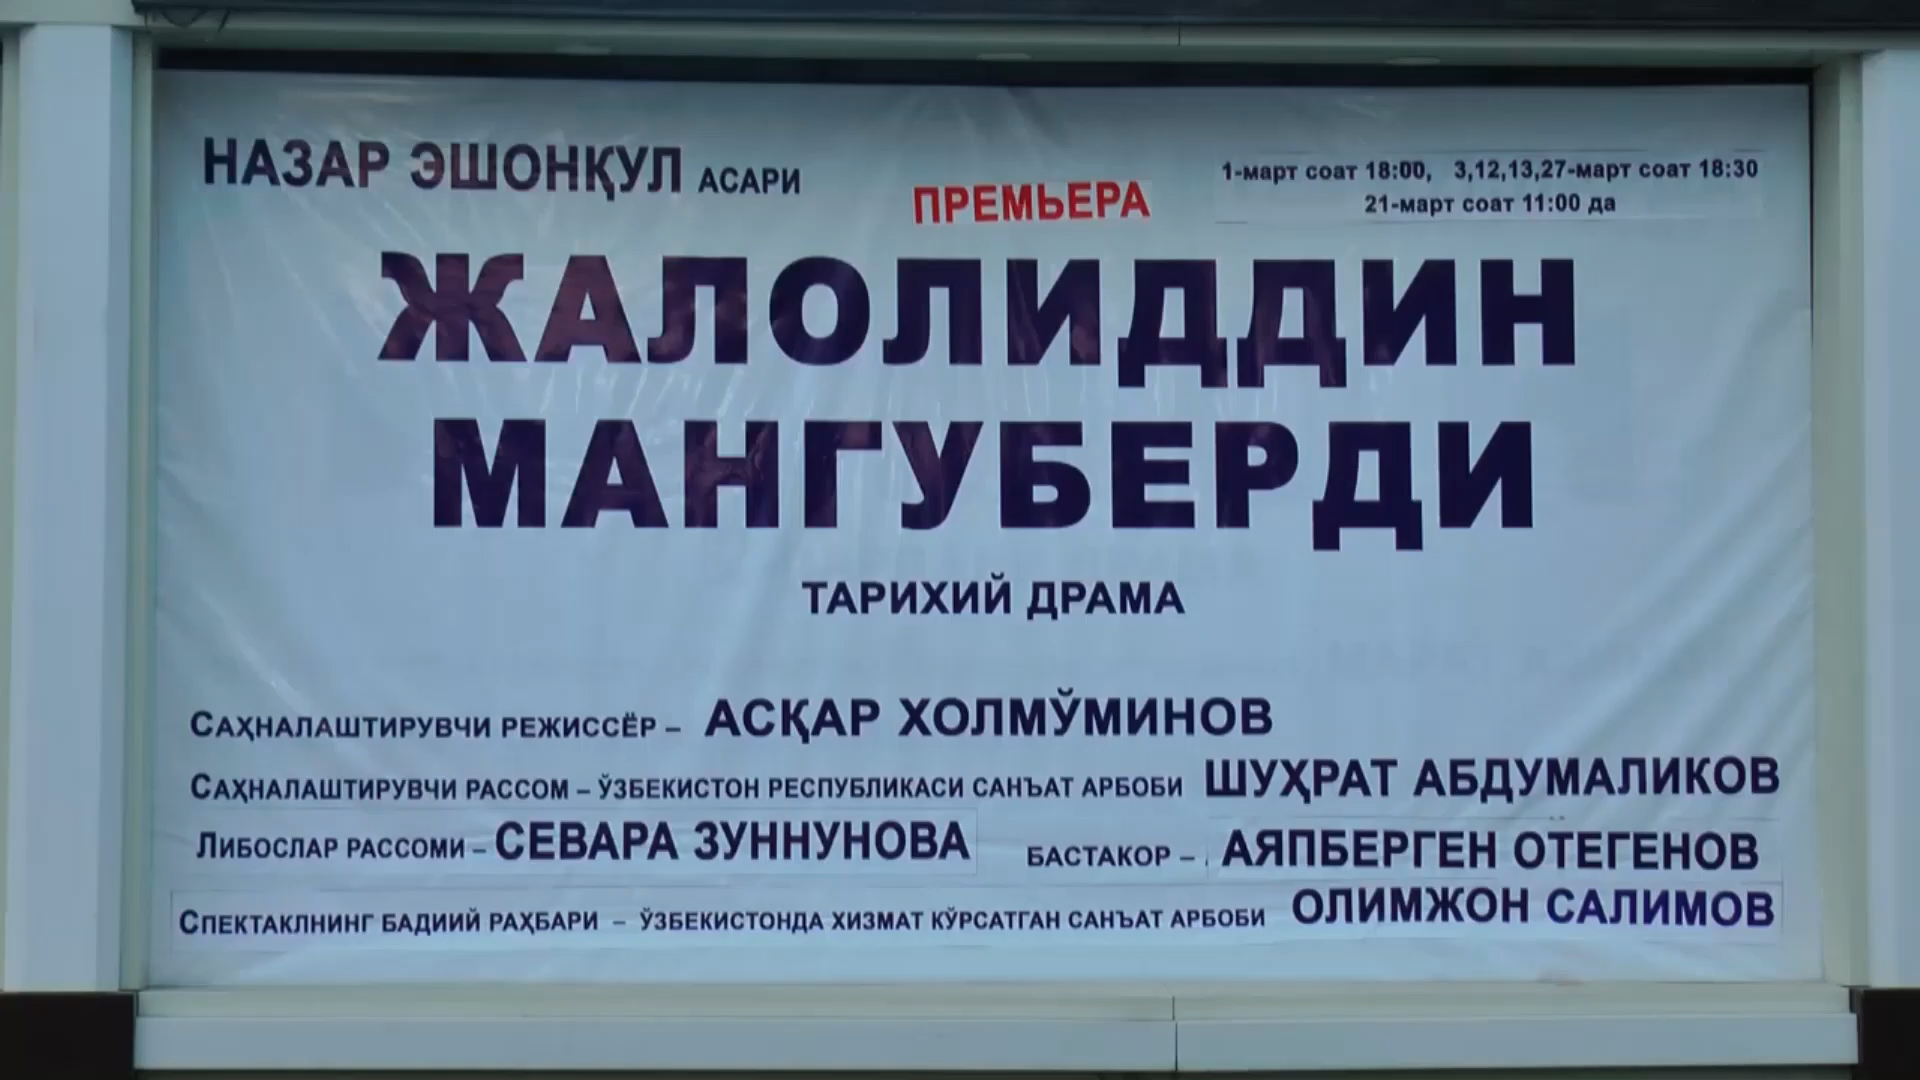 НАЗАР ЭШОНҚУЛ АСАРИ
1-март соат 18:00, 3,12,13,27-март соат 18:30
21-март соат 11:00 да
ПРЕМЬЕРА
ЖАЛОЛИДДИН
МАНГУБЕРДИ
ТАРИХИЙ ДРАМА
САҲНАЛАШТИРУВЧИ РЕЖИССЁР – АСҚАР ХОЛМЎМИНОВ
САҲНАЛАШТИРУВЧИ РАССОМ – ЎЗБЕКИСТОН РЕСПУБЛИКАСИ САНЪАТ АРБОБИ ШУҲРАТ АБДУМАЛИКОВ
ЛИБОСЛАР РАССОМИ – СЕВАРА ЗУННУНОВА БАСТАКОР – АЯПБЕРГЕН ОТЕГЕНОВ
СПЕКТАКЛНИНГ БАДИИЙ РАҲБАРИ – ЎЗБЕКИСТОНДА ХИЗМАТ КЎРСАТГАН САНЪАТ АРБОБИ ОЛИМЖОН САЛИМОВ